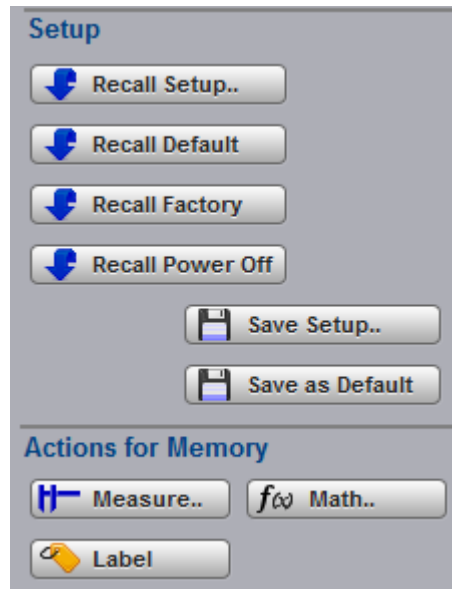 Setup
Recall Setup..
Recall Default
Recall Factory
Recall Power Off
Save Setup..
Save as Default
Actions for Memory
Measure.. f(x) Math..
Label